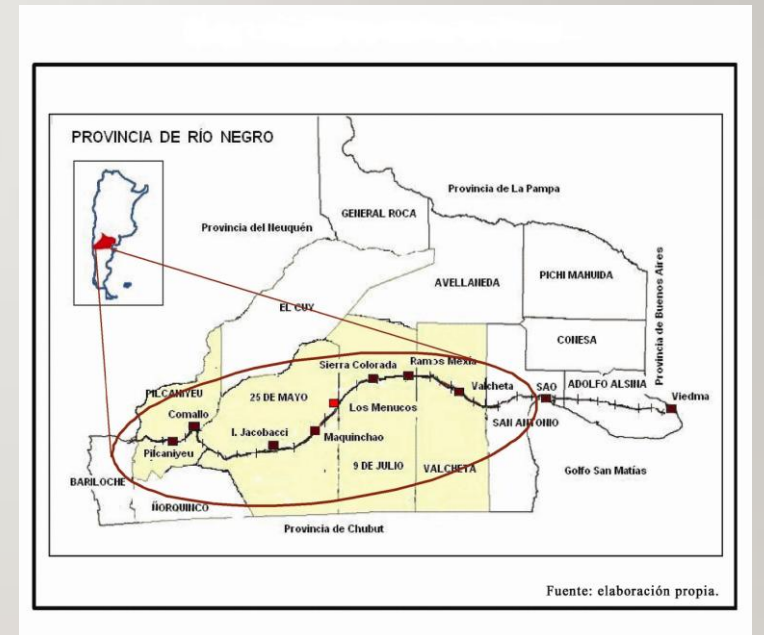 PROVINCIA DE RÍO NEGRO
Provincia de La Pampa
GENERAL ROCA
Provincia del Neuquén
AVELLANEDA
PICHI MAHUIDA
Provincia de Buenos Aires
EL CUY
CONESA
Sierra Colorada
Ramos Mexia
PILCANIYEU
25 DE MAYO
Valcheta
SAO
ADOLFO ALSINA
Viedma
Comallo
Los Menucos
SAN ANTONIO
Pilcaniyeu
I. Jacobacci
Maquinchao
9 DE JULIO
VALCHETA
Golfo San Matías
BARILOCHE
ÑORQUINCO
Provincia de Chubut
Fuente: elaboración propia.